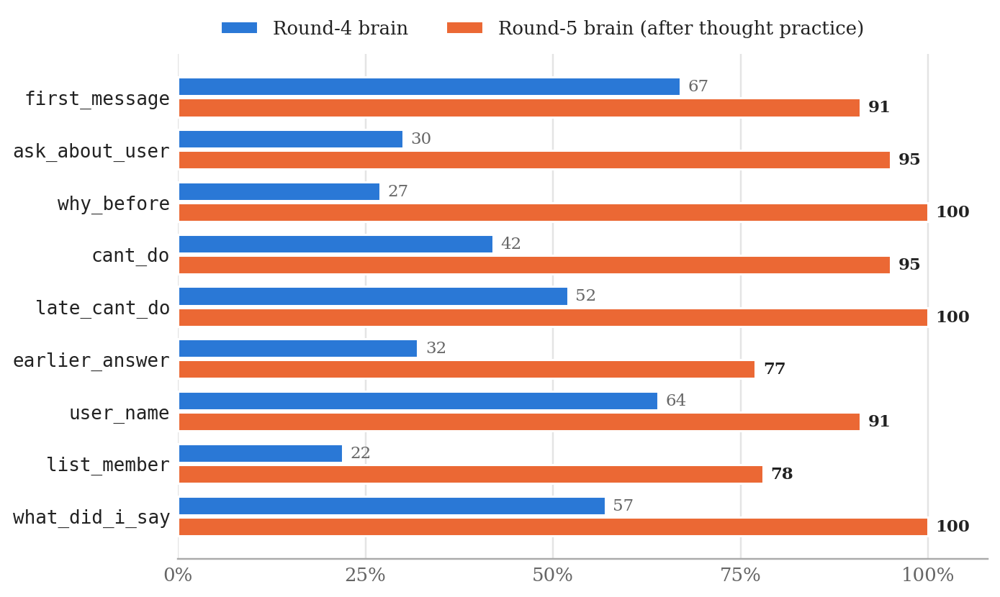 Round-4 brain Round-5 brain (after thought practice)
first_message 67 91
ask_about_user 30 95
why_before 27 100
cant_do 42 95
late_cant_do 52 100
earlier_answer 32 77
user_name 64 91
list_member 22 78
what_did_i_say 57 100
0% 25% 50% 75% 100%